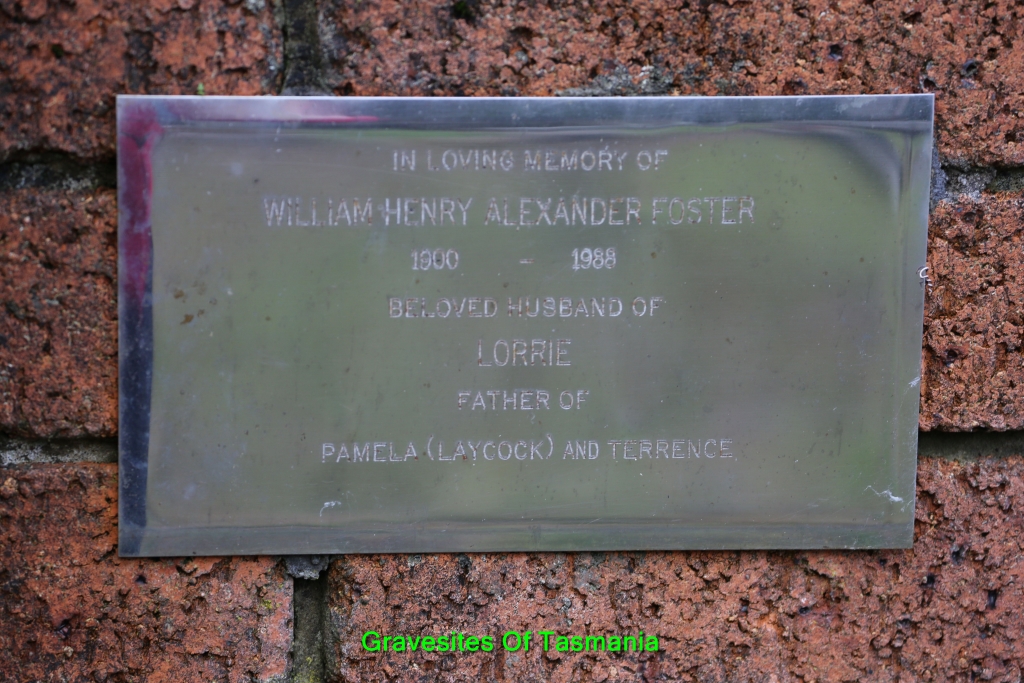 IN LOVING MEMORY OF
WILLIAM HENRY ALEXANDER FOSTER
1900 - 1988
BELOVED HUSBAND OF
LORRIE
FATHER OF
PAMELA (LAYCOCK) AND TERRENCE
Gravesites Of Tasmania